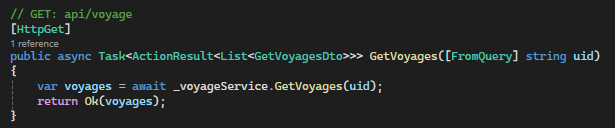 // GET: api/voyage
[HttpGet]
1 reference
public async Task<ActionResult<List<GetVoyagesDto>>> GetVoyages([FromQuery] string uid)
{
    var voyages = await _voyageService.GetVoyages(uid);
    return Ok(voyages);
}